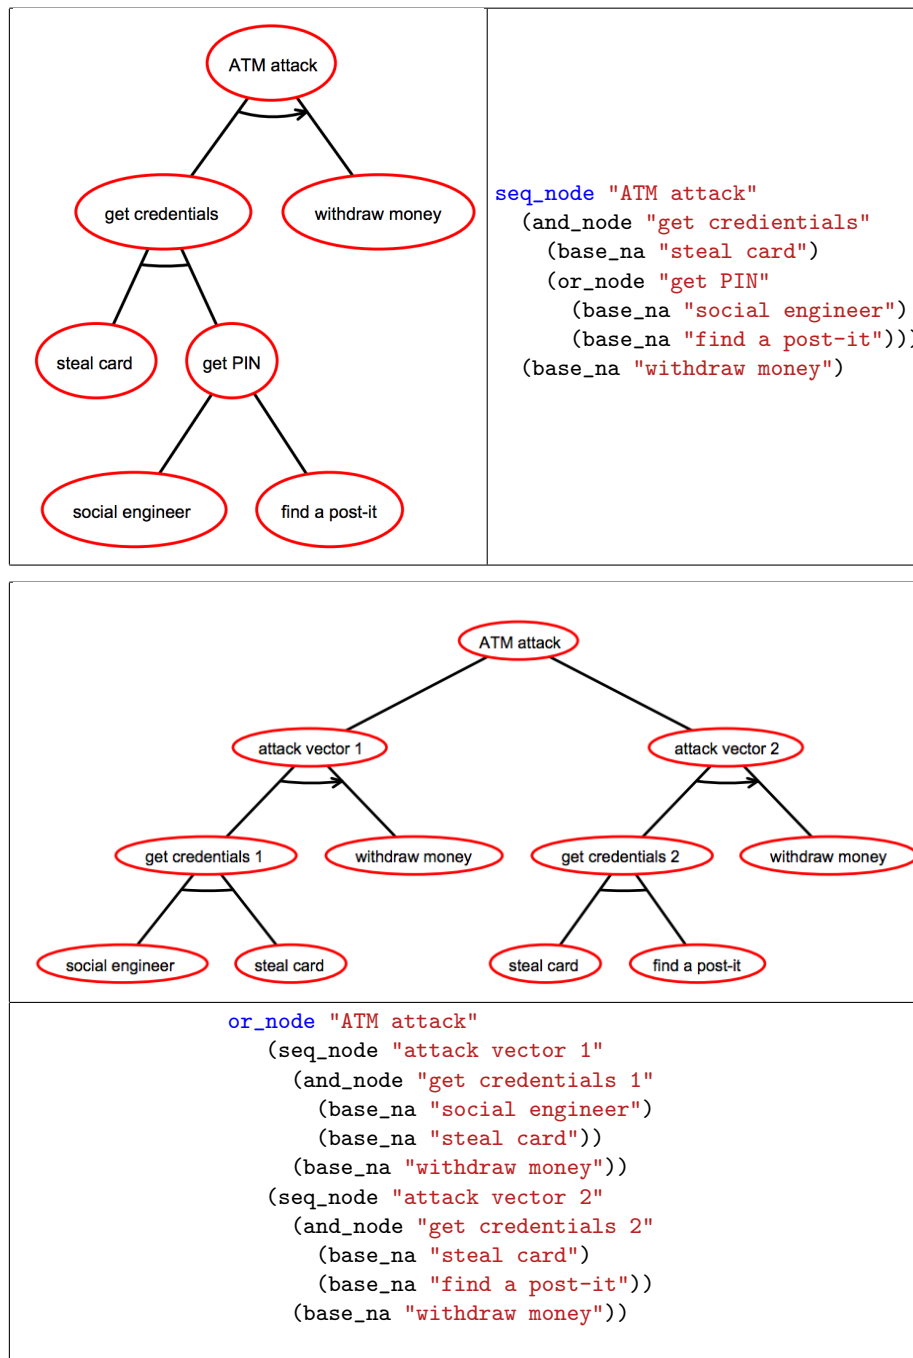 ATM attack
get credentials
withdraw money
steal card
get PIN
social engineer
find a post-it
seq_node "ATM attack"
(and_node "get credientials"
(base_na "steal card")
(or_node "get PIN"
(base_na "social engineer")
(base_na "find a post-it")))
(base_na "withdraw money")
ATM attack
attack vector 1
attack vector 2
get credentials 1
withdraw money
get credentials 2
withdraw money
social engineer
steal card
steal card
find a post-it
or_node "ATM attack"
(seq_node "attack vector 1"
(and_node "get credentials 1"
(base_na "social engineer")
(base_na "steal card"))
(base_na "withdraw money"))
(seq_node "attack vector 2"
(and_node "get credentials 2"
(base_na "steal card")
(base_na "find a post-it"))
(base_na "withdraw money"))